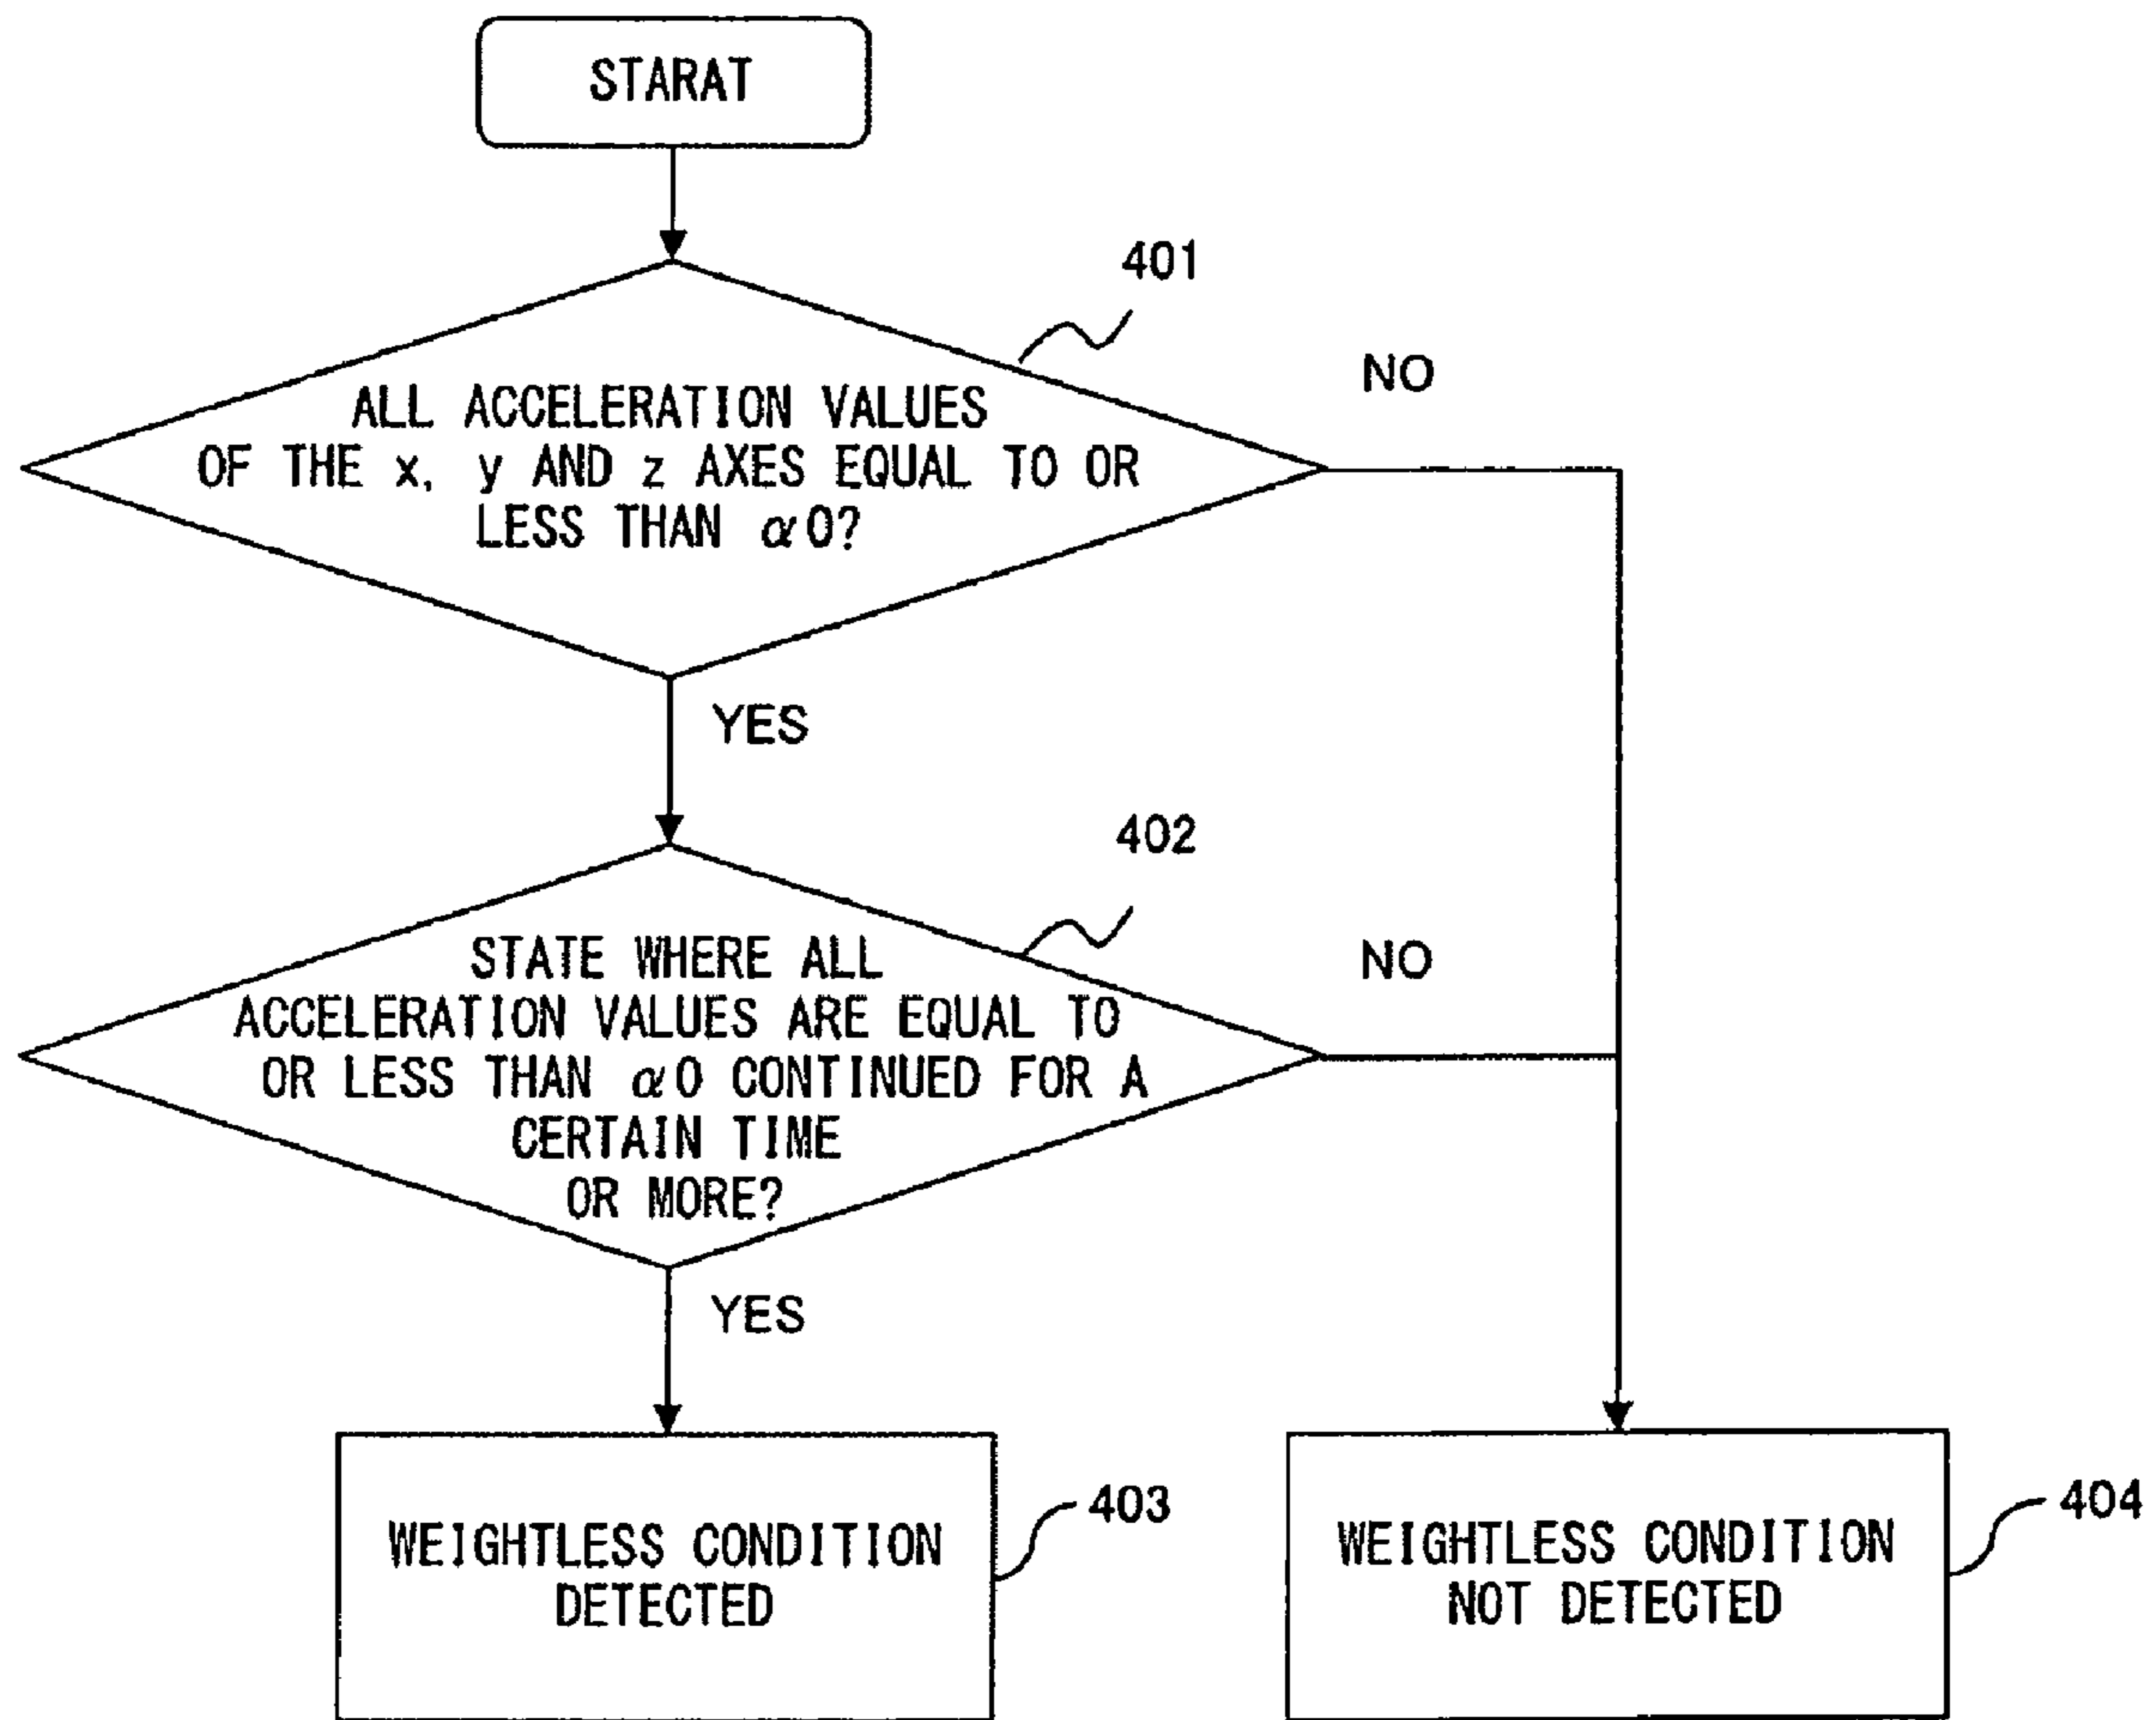 STARAT
401
ALL ACCELERATION VALUES
OF THE x, y AND z AXES EQUAL TO OR
LESS THAN α0?
NO
YES
402
STATE WHERE ALL
ACCELERATION VALUES ARE EQUAL TO
OR LESS THAN α0 CONTINUED FOR A
CERTAIN TIME
OR MORE?
NO
YES
WEIGHTLESS CONDITION
DETECTED
403
WEIGHTLESS CONDITION
NOT DETECTED
404